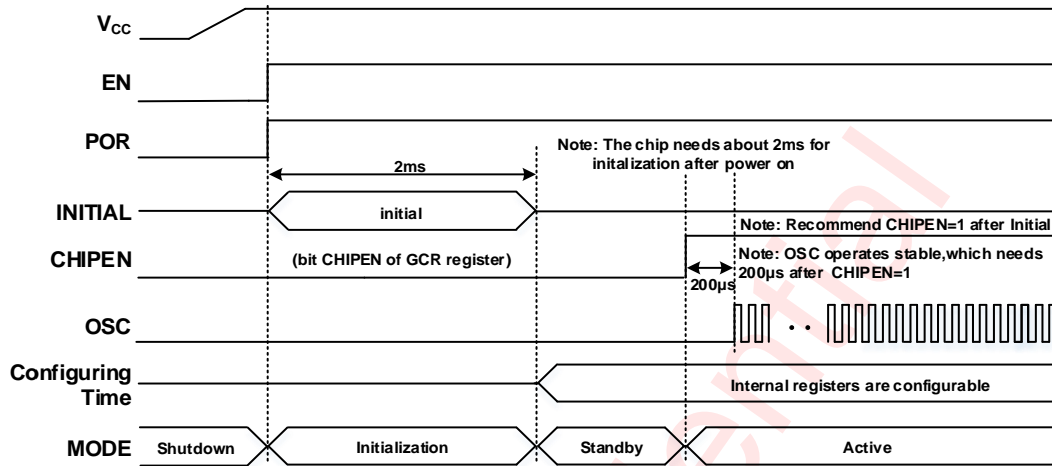 VCC
EN
POR
Note: The chip needs about 2ms for
initalization after power on
2ms
INITIAL
initial
Note: Recommend CHIPEN=1 after Initial
CHIPEN
(bit CHIPEN of GCR register)
Note: OSC operates stable,which needs
200μs after CHIPEN=1
200μs
OSC
Configuring
Time
Internal registers are configurable
MODE
Shutdown
Initialization
Standby
Active